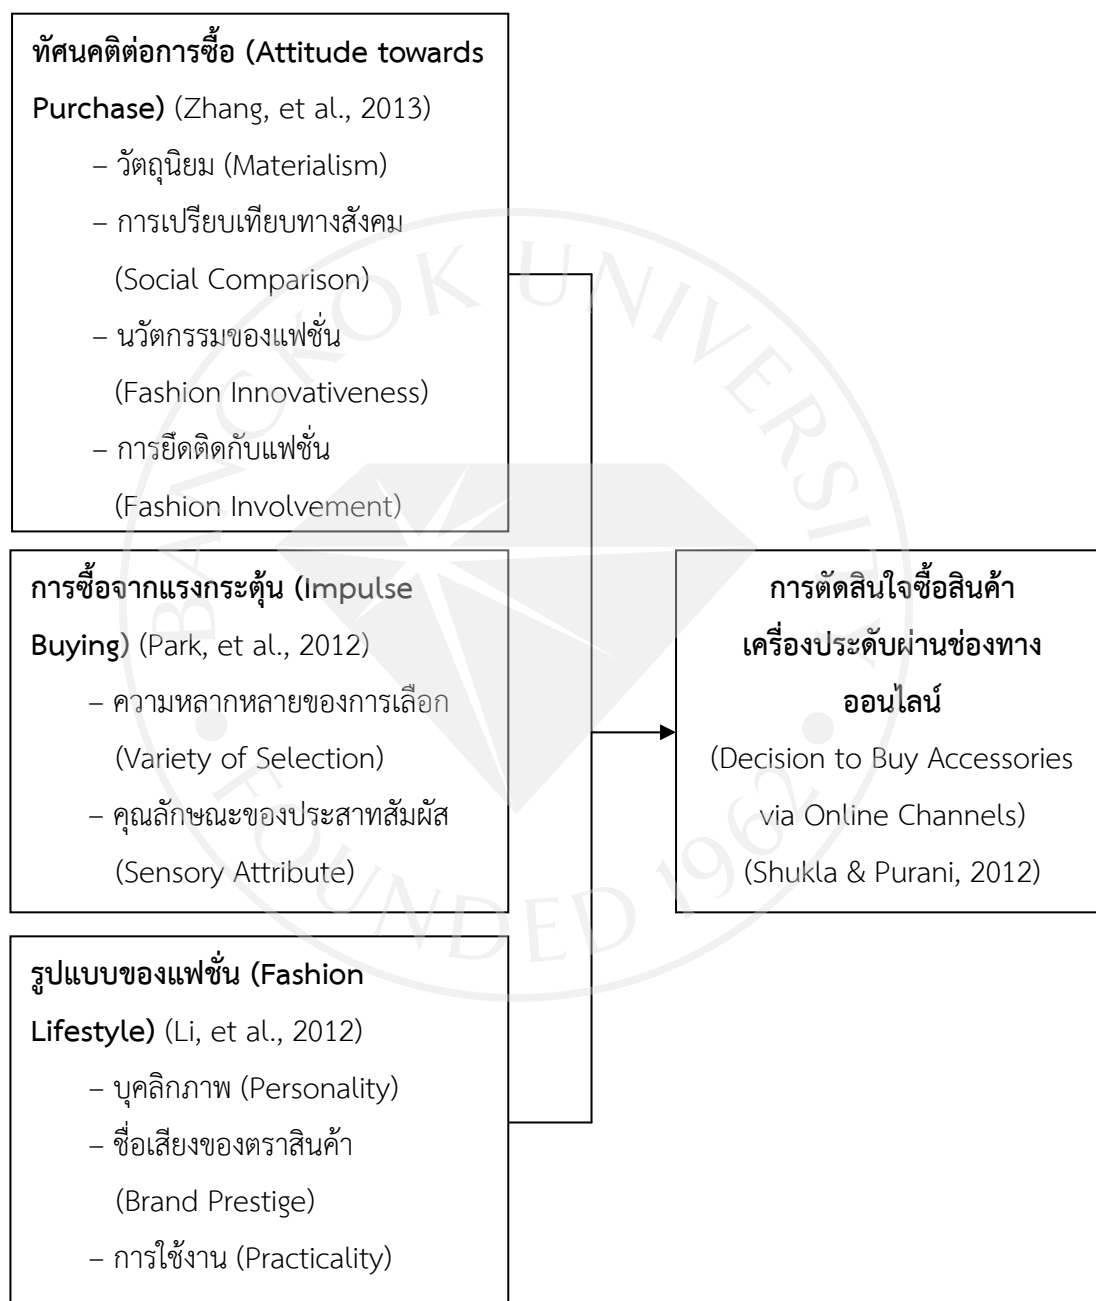 ทัศนคติต่อการซื้อ (Attitude towards
Purchase) (Zhang, et al., 2013)
– วัตถุนิยม (Materialism)
– การเปรียบเทียบทางสังคม
(Social Comparison)
– นวัตกรรมของแฟชั่น
(Fashion Innovativeness)
– การยึดติดกับแฟชั่น
(Fashion Involvement)
การซื้อจากแรงกระตุ้น (Impulse
Buying) (Park, et al., 2012)
– ความหลากหลายของการเลือก
(Variety of Selection)
– คุณลักษณะของประสาทสัมผัส
(Sensory Attribute)
รูปแบบของแฟชั่น (Fashion
Lifestyle) (Li, et al., 2012)
– บุคลิกภาพ (Personality)
– ชื่อเสียงของตราสินค้า
(Brand Prestige)
– การใช้งาน (Practicality)
การตัดสินใจซื้อสินค้า
เครื่องประดับผ่านช่องทาง
ออนไลน์
(Decision to Buy Accessories
via Online Channels)
(Shukla & Purani, 2012)
BANGKOK UNIVERSITY
FOUNDED 1962